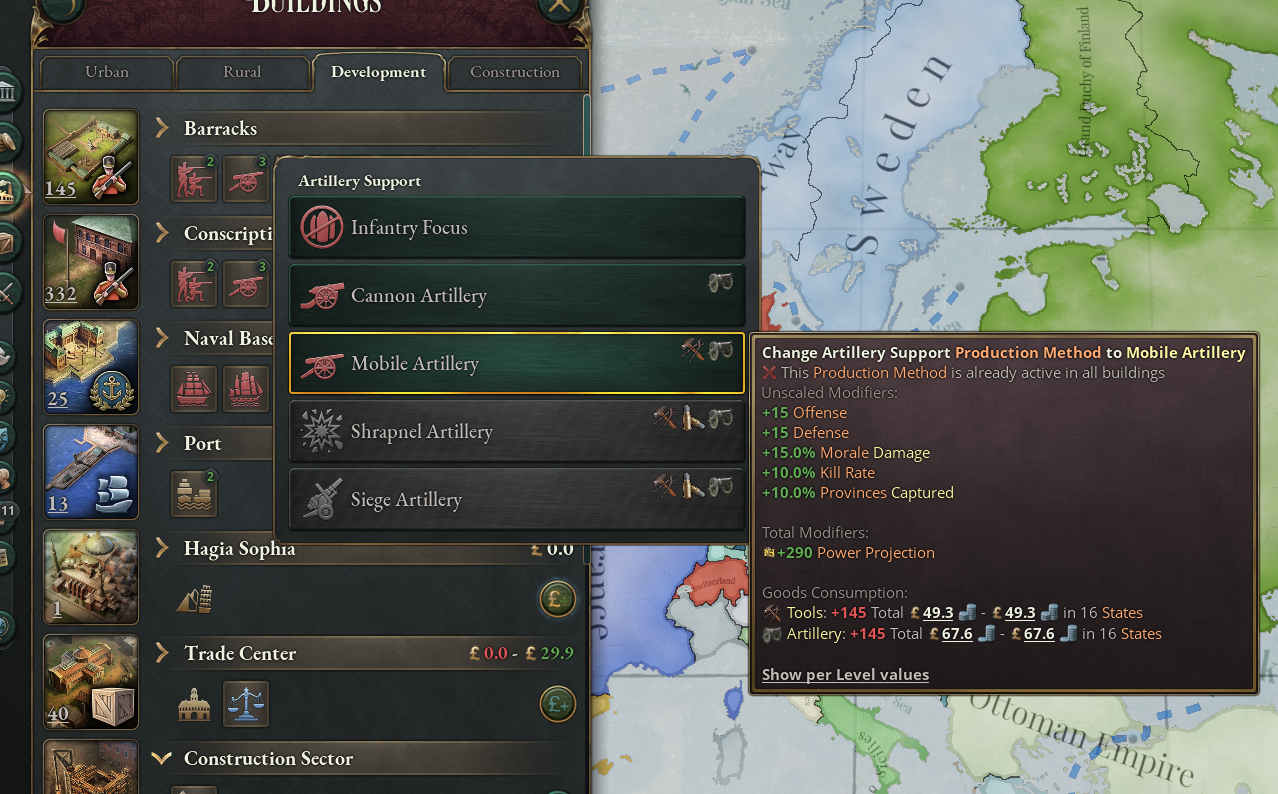 BUILDINGS
Urban
Rural
Development
Construction
Barracks
145
2
3
Conscripti
332
2
3
Naval Base
25
Port
13
2
11
Hagia Sophia
£ 0.0
1
£+
Trade Center
£ 0.0 - £ 29.9
40
£+
Construction Sector
Artillery Support
Infantry Focus
Cannon Artillery
Mobile Artillery
Shrapnel Artillery
Siege Artillery
Change Artillery Support Production Method to Mobile Artillery
This Production Method is already active in all buildings
Unscaled Modifiers:
+15 Offense
+15 Defense
+15.0% Morale Damage
+10.0% Kill Rate
+10.0% Provinces Captured
Total Modifiers:
+290 Power Projection
Goods Consumption:
Tools: +145 Total £ 49.3 - £ 49.3 in 16 States
Artillery: +145 Total £ 67.6 - £ 67.6 in 16 States
Show per Level values
Sweden
way
Grand Duchy of Finland
Sea
Switzerland
rance
Ottoman Empire
Sea